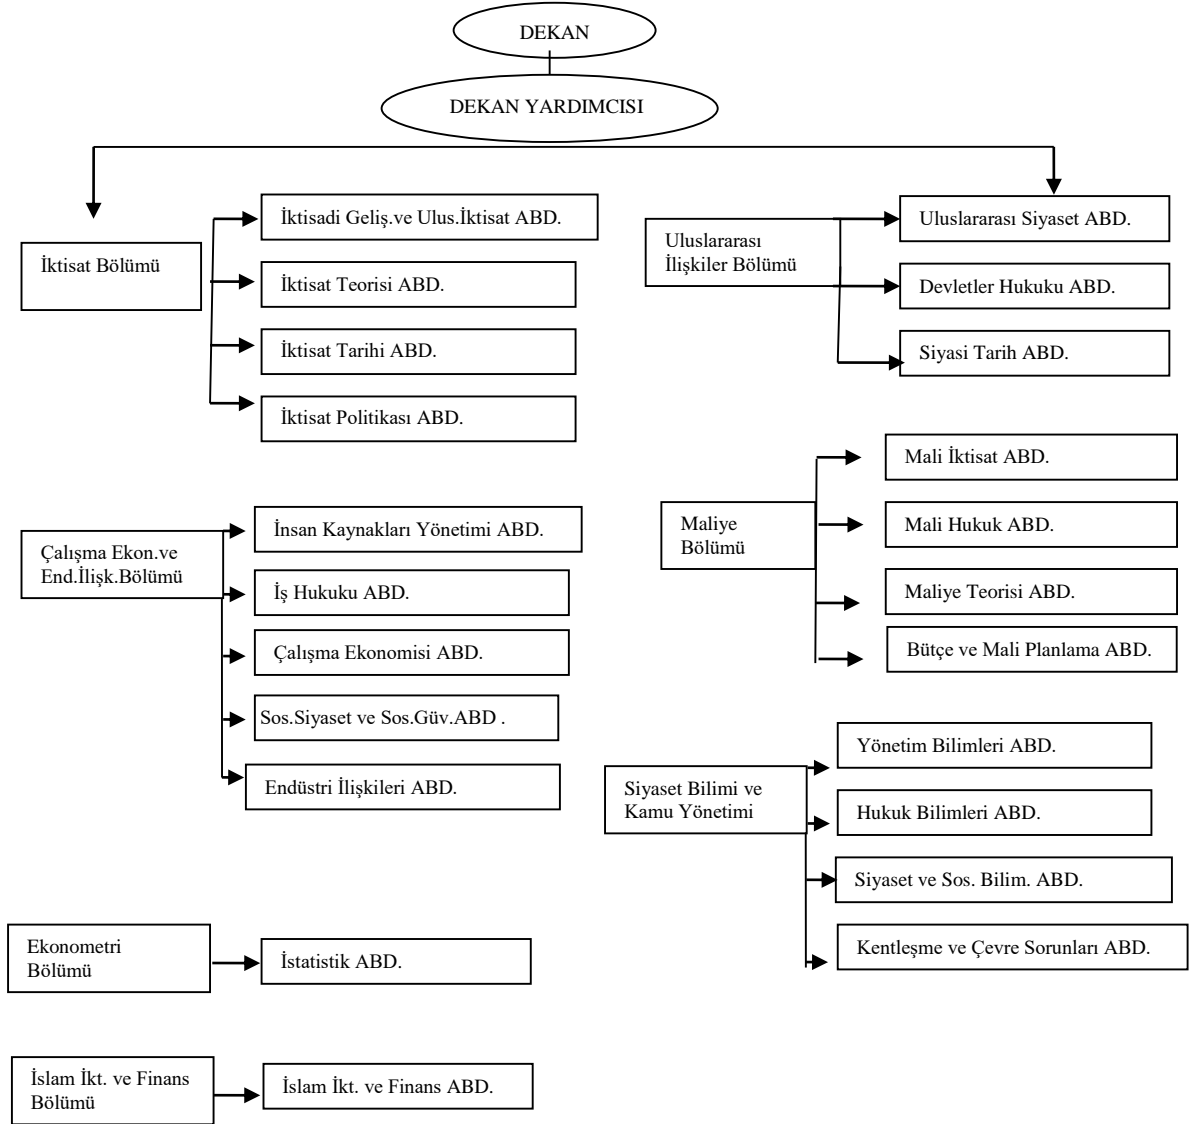 DEKAN
DEKAN YARDIMCISI
İktisat Bölümü
İktisadi Geliş.ve Ulus.İktisat ABD.
İktisat Teorisi ABD.
İktisat Tarihi ABD.
İktisat Politikası ABD.
Uluslararası
İlişkiler Bölümü
Uluslararası Siyaset ABD.
Devletler Hukuku ABD.
Siyasi Tarih ABD.
Çalışma Ekon.ve
End.İlişk.Bölümü
İnsan Kaynakları Yönetimi ABD.
İş Hukuku ABD.
Çalışma Ekonomisi ABD.
Sos.Siyaset ve Sos.Güv.ABD .
Endüstri İlişkileri ABD.
Maliye
Bölümü
Mali İktisat ABD.
Mali Hukuk ABD.
Maliye Teorisi ABD.
Bütçe ve Mali Planlama ABD.
Siyaset Bilimi ve
Kamu Yönetimi
Yönetim Bilimleri ABD.
Hukuk Bilimleri ABD.
Siyaset ve Sos. Bilim. ABD.
Kentleşme ve Çevre Sorunları ABD.
Ekonometri
Bölümü
İstatistik ABD.
İslam İkt. ve Finans
Bölümü
İslam İkt. ve Finans ABD.